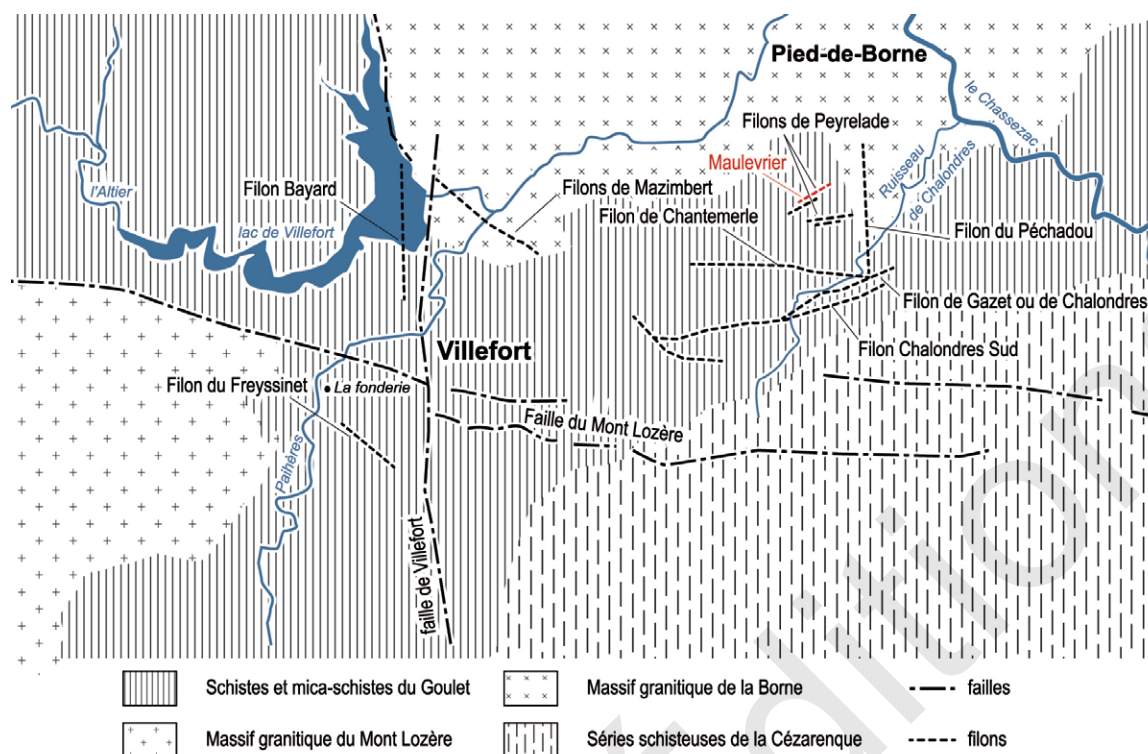 Pied-de-Borne
le Chassezac
Filons de Peyrelade
Maulevrier
Ruisseau
de Chalondres
l'Altier
Filon Bayard
lac de Villefort
Filons de Mazimbert
Filon de Chantemerle
Filon du Péchadou
Filon de Gazet ou de Chalondres
Filon Chalondres Sud
Villefort
Filon du Freyssinet
La fonderie
Faille du Mont Lozère
Paihères
faille de Villefort
édition
Schistes et mica-schistes du Goulet
Massif granitique de la Borne
failles
Massif granitique du Mont Lozère
Séries schisteuses de la Cézarenque
filons